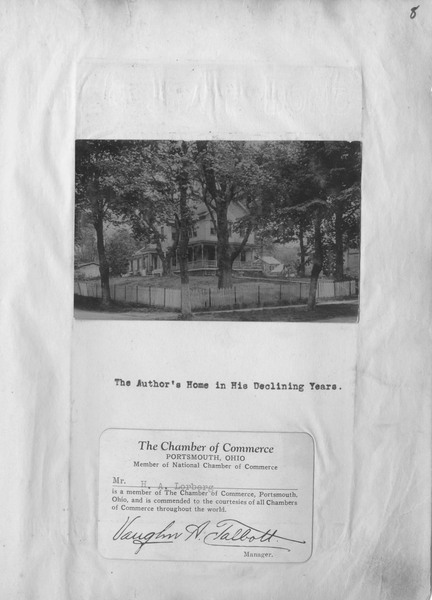 8
The Author's Home in His Declining Years.
The Chamber of Commerce
PORTSMOUTH, OHIO
Member of National Chamber of Commerce
Mr. H. A. Lorberg
is a member of The Chamber of Commerce, Portsmouth,
Ohio, and is commended to the courtesies of all Chambers
of Commerce throughout the world.
Vaughn A. Talbott
Manager.